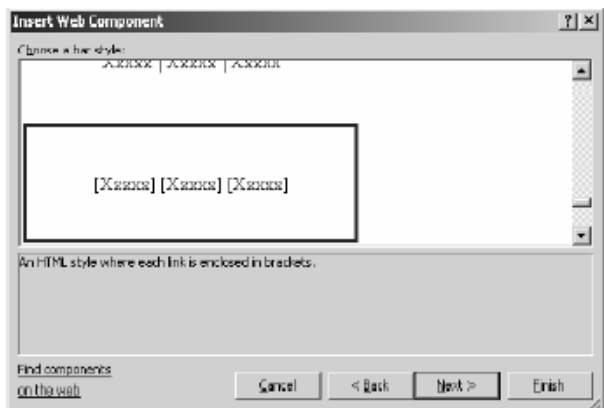 Insert Web Component
Choose a bar style:
Xxxxx | Xxxxx | Xxxxx
[Xxxxx] [Xxxxx] [Xxxxx]
An HTML style where each link is enclosed in brackets.
Find components
on the web
Cancel
< Back
Next >
Finish